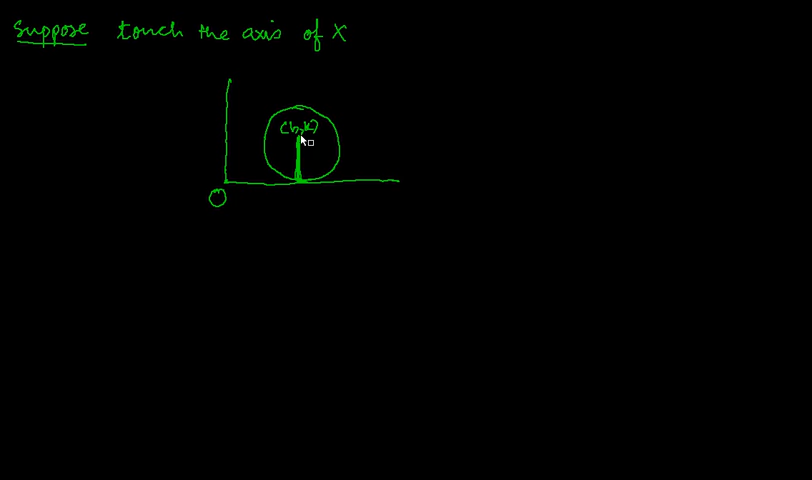 Suppose touch the axis of X
(h,k)
O